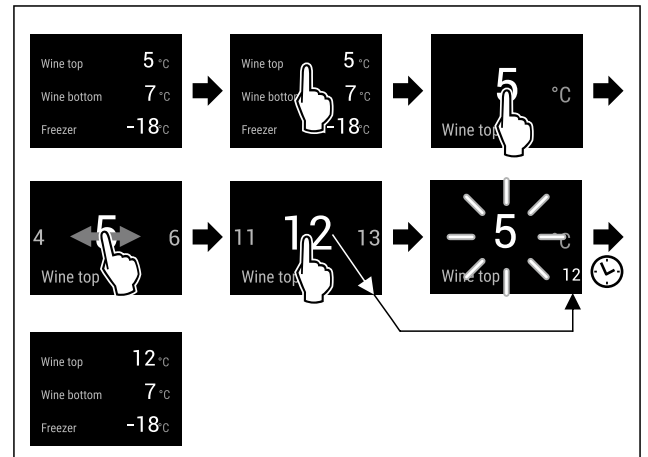 Wine top 5 °C
Wine bottom 7 °C
Freezer -18°C
Wine top 5 °C
Wine bottom 7 °C
Freezer -18°C
5 °C
Wine top
4 5 6
Wine top
11 12 13
Wine top
5 °C
Wine top 12
Wine top 12 °C
Wine bottom 7 °C
Freezer -18°C